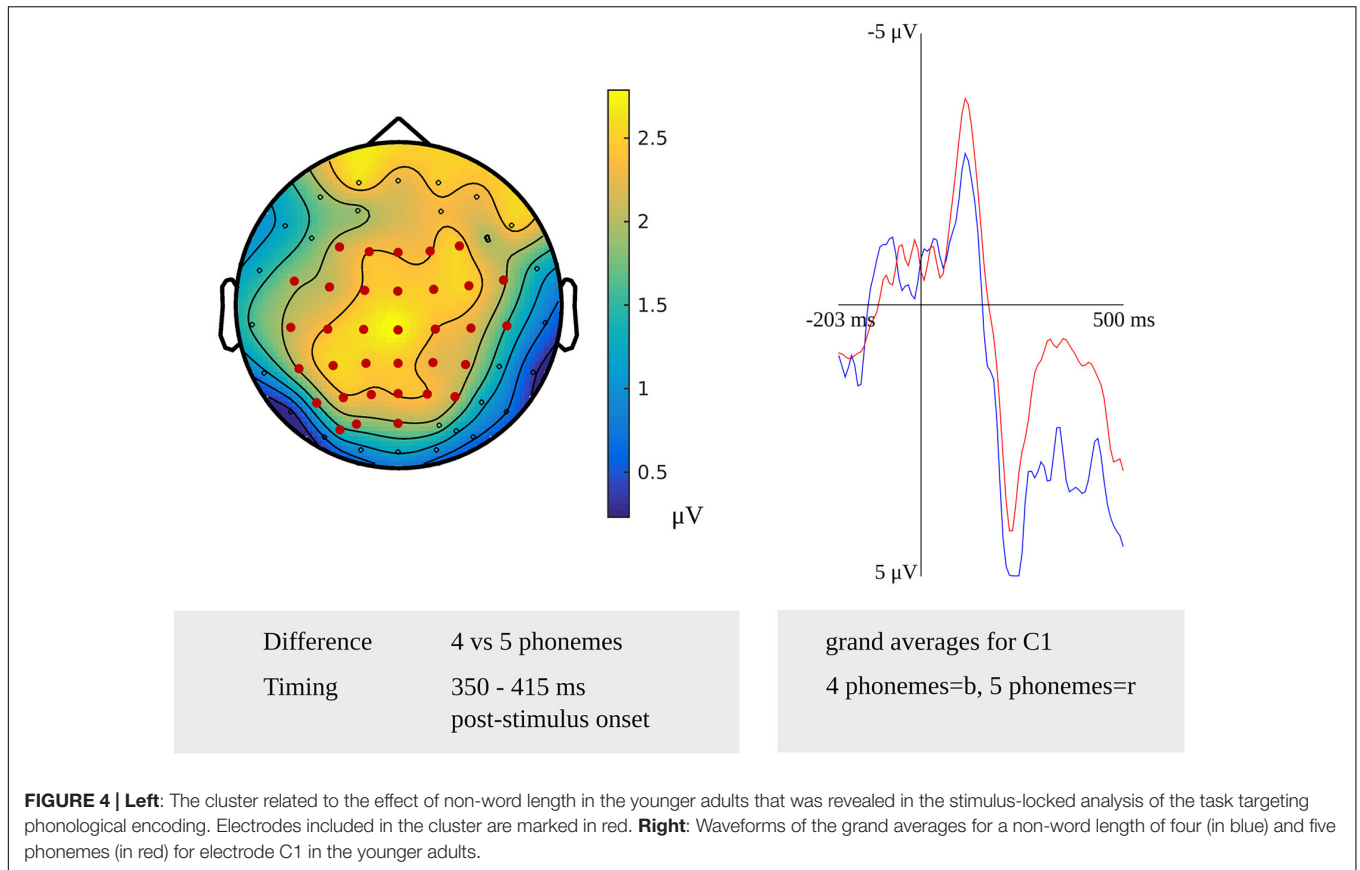 2.5
2
1.5
1
0.5
μV
-5 μV
-203 ms
500 ms
5 μV
Difference 4 vs 5 phonemes
Timing 350 - 415 ms
post-stimulus onset
grand averages for C1
4 phonemes=b, 5 phonemes=r
FIGURE 4 | Left: The cluster related to the effect of non-word length in the younger adults that was revealed in the stimulus-locked analysis of the task targeting
phonological encoding. Electrodes included in the cluster are marked in red. Right: Waveforms of the grand averages for a non-word length of four (in blue) and five
phonemes (in red) for electrode C1 in the younger adults.